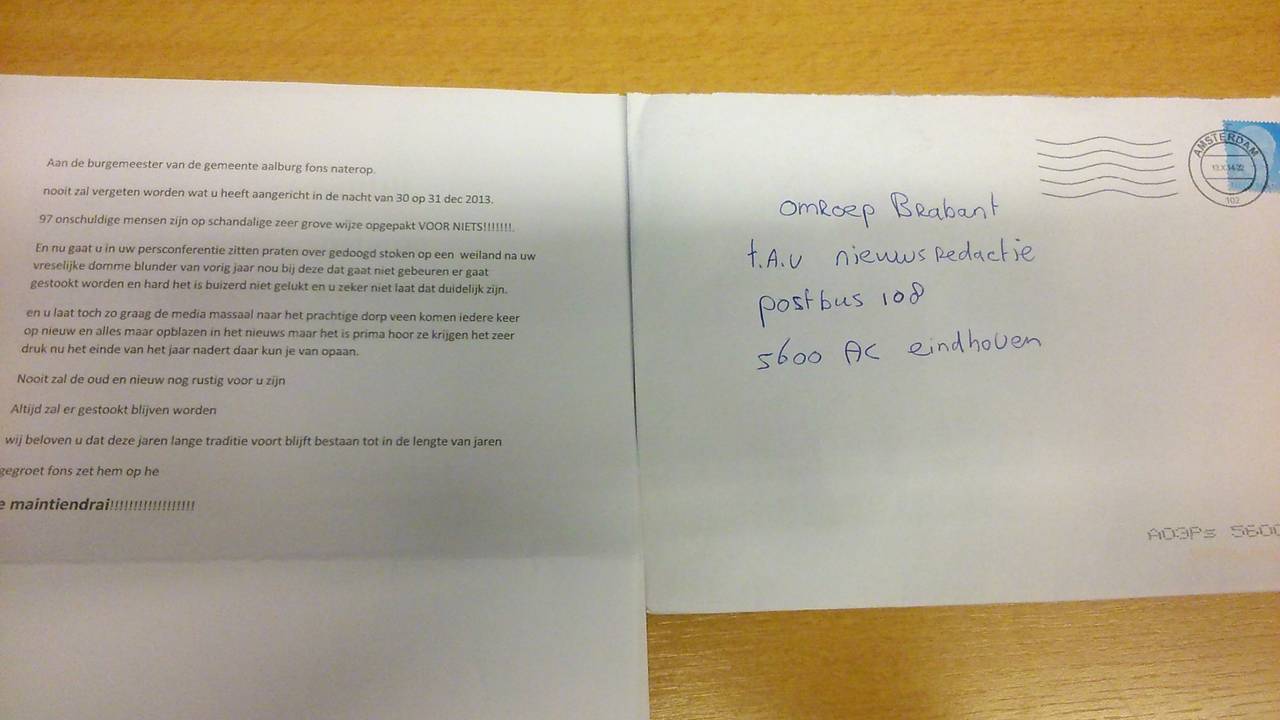 Aan de burgemeester van de gemeente aalburg fons naterop.
nooit zal vergeten worden wat u heeft aangericht in de nacht van 30 op 31 dec 2013.
97 onschuldige mensen zijn op schandalige zeer grove wijze opgepakt VOOR NIETS!!!!!!!.
En nu gaat u in uw persconferentie zitten praten over gedoogd stoken op een weiland na uw
vreselijke domme blunder van vorig jaar nou bij deze dat gaat niet gebeuren er gaat
gestookt worden en hard het is buizerd niet gelukt en u zeker niet laat dat duidelijk zijn.
en u laat toch zo graag de media massaal naar het prachtige dorp veen komen iedere keer
op nieuw en alles maar opblazen in het nieuws maar het is prima hoor ze krijgen het zeer
druk nu het einde van het jaar nadert daar kun je van opaan.
Nooit zal de oud en nieuw nog rustig voor u zijn
Altijd zal er gestookt blijven worden
wij beloven u dat deze jaren lange traditie voort blijft bestaan tot in de lengte van jaren
gegroet fons zet hem op he
e maintiendrai!!!!!!!!!!!!!!!!!!
omroep Brabant
t.A.v nieuwsredactie
postbus 108
5600 AC eindhoven
AMSTERDAM
102
A03Ps 5600